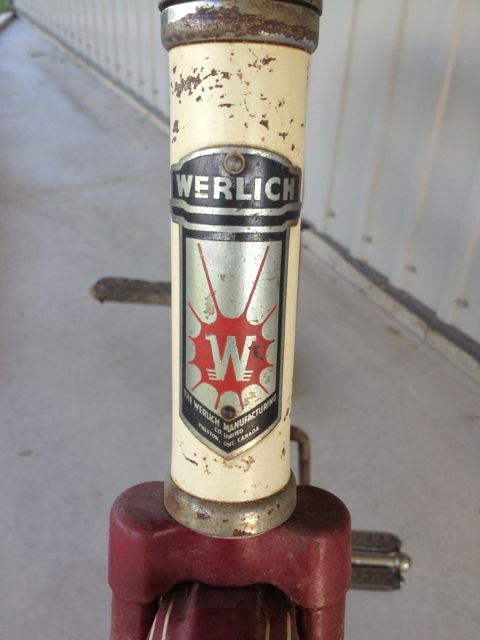 WERLICH
W
THE WERLICH MANUFACTURING
CO. LIMITED
PRESTON, ONT. CANADA